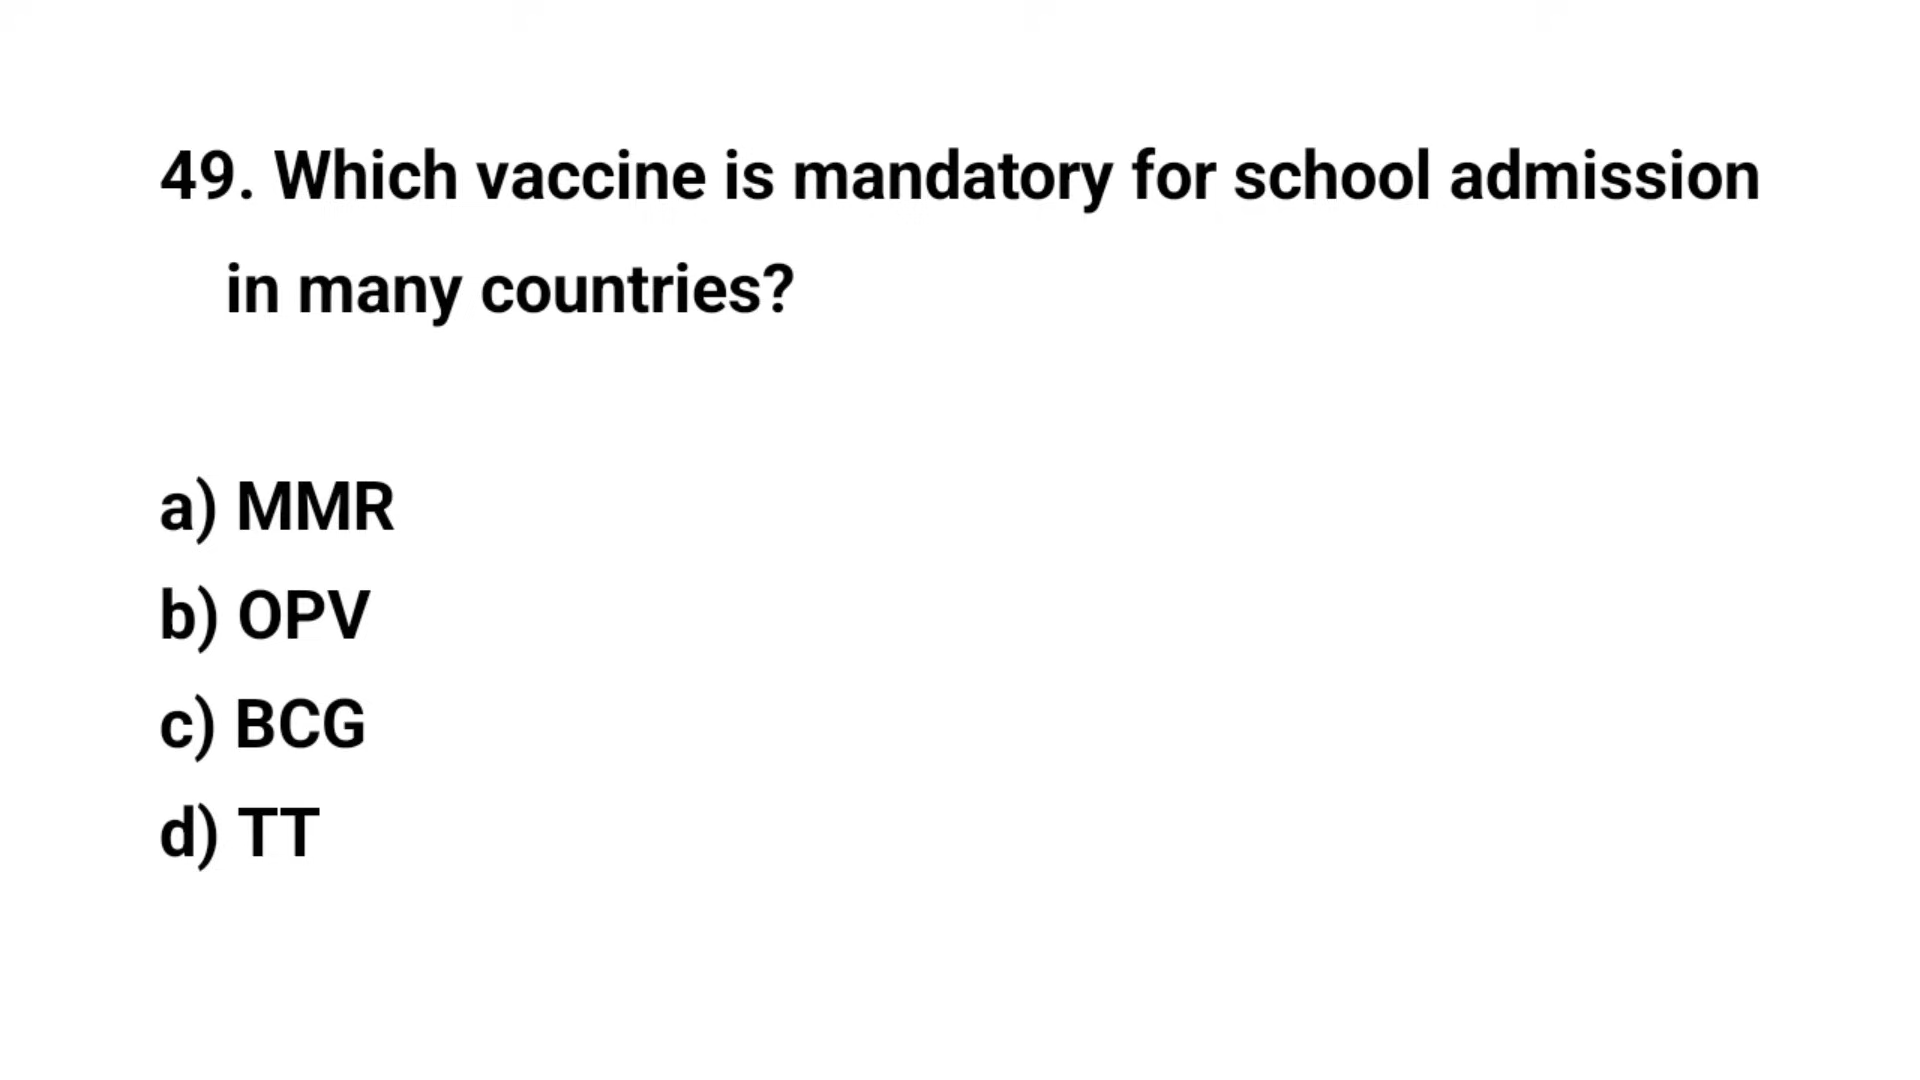 49. Which vaccine is mandatory for school admission
in many countries?
a) MMR
b) OPV
c) BCG
d) TT